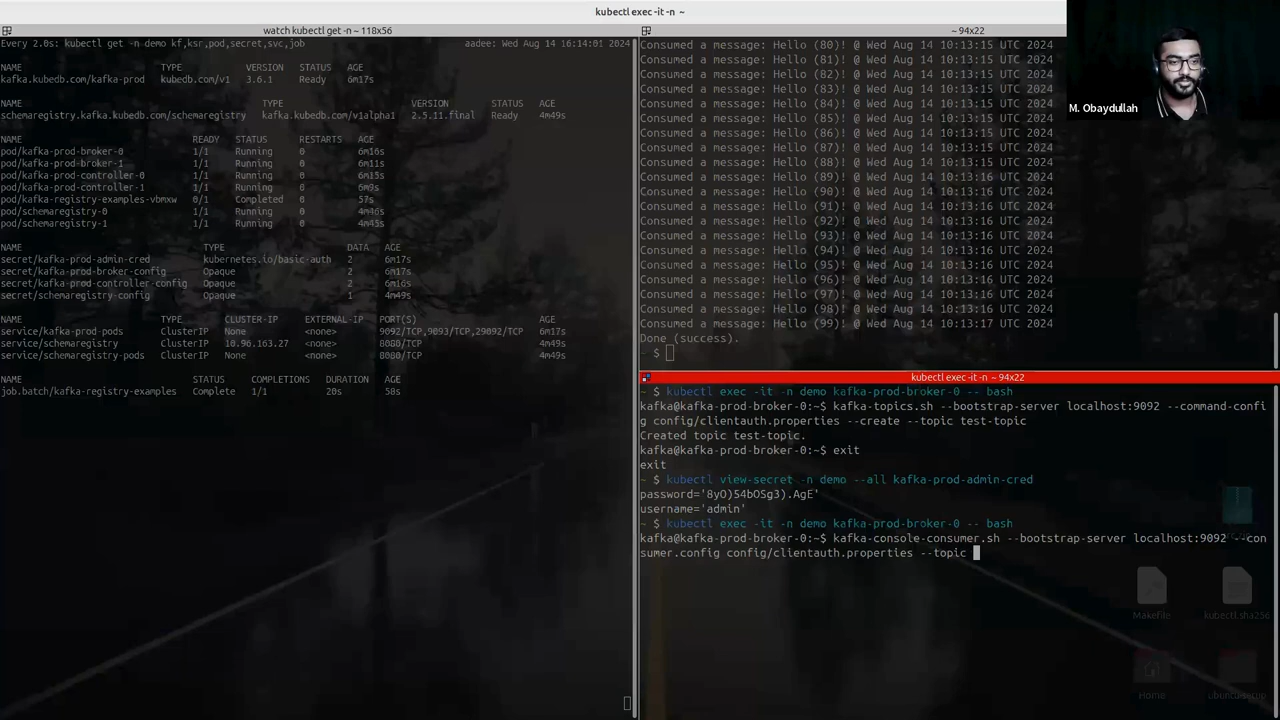 kubectl exec -it -n ~
watch kubectl get -n ~ 118x56
Every 2.0s: kubectl get -n demo kf,ksr,pod,secret,svc,job aadee: Wed Aug 14 16:14:01 2024
NAME TYPE VERSION STATUS AGE
kafka.kubedb.com/kafka-prod kubedb.com/v1 3.6.1 Ready 6m17s
NAME TYPE VERSION STATUS AGE
schemaregistry.kafka.kubedb.com/schemaregistry kafka.kubedb.com/v1alpha1 2.5.11.final Ready 4m49s
NAME READY STATUS RESTARTS AGE
pod/kafka-prod-broker-0 1/1 Running 0 6m16s
pod/kafka-prod-broker-1 1/1 Running 0 6m11s
pod/kafka-prod-controller-0 1/1 Running 0 6m13s
pod/kafka-prod-controller-1 1/1 Running 0 6m9s
pod/kafka-registry-examples-vbmxw 0/1 Completed 0 57s
pod/schemaregistry-0 1/1 Running 0 4m46s
pod/schemaregistry-1 1/1 Running 0 4m45s
NAME TYPE DATA AGE
secret/kafka-prod-admin-cred kubernetes.io/basic-auth 2 6m17s
secret/kafka-prod-broker-config Opaque 2 6m17s
secret/kafka-prod-controller-config Opaque 2 6m17s
secret/schemaregistry-config Opaque 1 4m49s
NAME TYPE CLUSTER-IP EXTERNAL-IP PORT(S) AGE
service/kafka-prod-pods ClusterIP None <none> 9092/TCP,9093/TCP,29092/TCP 6m17s
service/schemaregistry ClusterIP 10.96.163.27 <none> 8080/TCP 4m49s
service/schemaregistry-pods ClusterIP None <none> 8080/TCP 4m49s
NAME STATUS COMPLETIONS DURATION AGE
job.batch/kafka-registry-examples Complete 1/1 20s 58s
~ 94x22
Consumed a message: Hello (80)! @ Wed Aug 14 10:13:15 UTC 2024
Consumed a message: Hello (81)! @ Wed Aug 14 10:13:15 UTC 2024
Consumed a message: Hello (82)! @ Wed Aug 14 10:13:15 UTC 2024
Consumed a message: Hello (83)! @ Wed Aug 14 10:13:15 UTC 2024
Consumed a message: Hello (84)! @ Wed Aug 14 10:13:15 UTC 2024
Consumed a message: Hello (85)! @ Wed Aug 14 10:13:15 UTC 2024
Consumed a message: Hello (86)! @ Wed Aug 14 10:13:15 UTC 2024
Consumed a message: Hello (87)! @ Wed Aug 14 10:13:15 UTC 2024
Consumed a message: Hello (88)! @ Wed Aug 14 10:13:15 UTC 2024
Consumed a message: Hello (89)! @ Wed Aug 14 10:13:16 UTC 2024
Consumed a message: Hello (90)! @ Wed Aug 14 10:13:16 UTC 2024
Consumed a message: Hello (91)! @ Wed Aug 14 10:13:16 UTC 2024
Consumed a message: Hello (92)! @ Wed Aug 14 10:13:16 UTC 2024
Consumed a message: Hello (93)! @ Wed Aug 14 10:13:16 UTC 2024
Consumed a message: Hello (94)! @ Wed Aug 14 10:13:16 UTC 2024
Consumed a message: Hello (95)! @ Wed Aug 14 10:13:16 UTC 2024
Consumed a message: Hello (96)! @ Wed Aug 14 10:13:16 UTC 2024
Consumed a message: Hello (97)! @ Wed Aug 14 10:13:16 UTC 2024
Consumed a message: Hello (98)! @ Wed Aug 14 10:13:16 UTC 2024
Consumed a message: Hello (99)! @ Wed Aug 14 10:13:17 UTC 2024
Done (success).
~ $
M. Obaydullah
kubectl exec -it -n ~ 94x22
~ $ kubectl exec -it -n demo kafka-prod-broker-0 -- bash
kafka@kafka-prod-broker-0:~$ kafka-topics.sh --bootstrap-server localhost:9092 --command-confi
g config/clientauth.properties --create --topic test-topic
Created topic test-topic.
kafka@kafka-prod-broker-0:~$ exit
exit
~ $ kubectl view-secret -n demo --all kafka-prod-admin-cred
password='8yO)54bOSg3).AgE'
username='admin'
~ $ kubectl exec -it -n demo kafka-prod-broker-0 -- bash
kafka@kafka-prod-broker-0:~$ kafka-console-consumer.sh --bootstrap-server localhost:9092 --con
sumer.config config/clientauth.properties --topic
Makefile
kubectl.sha256
Home